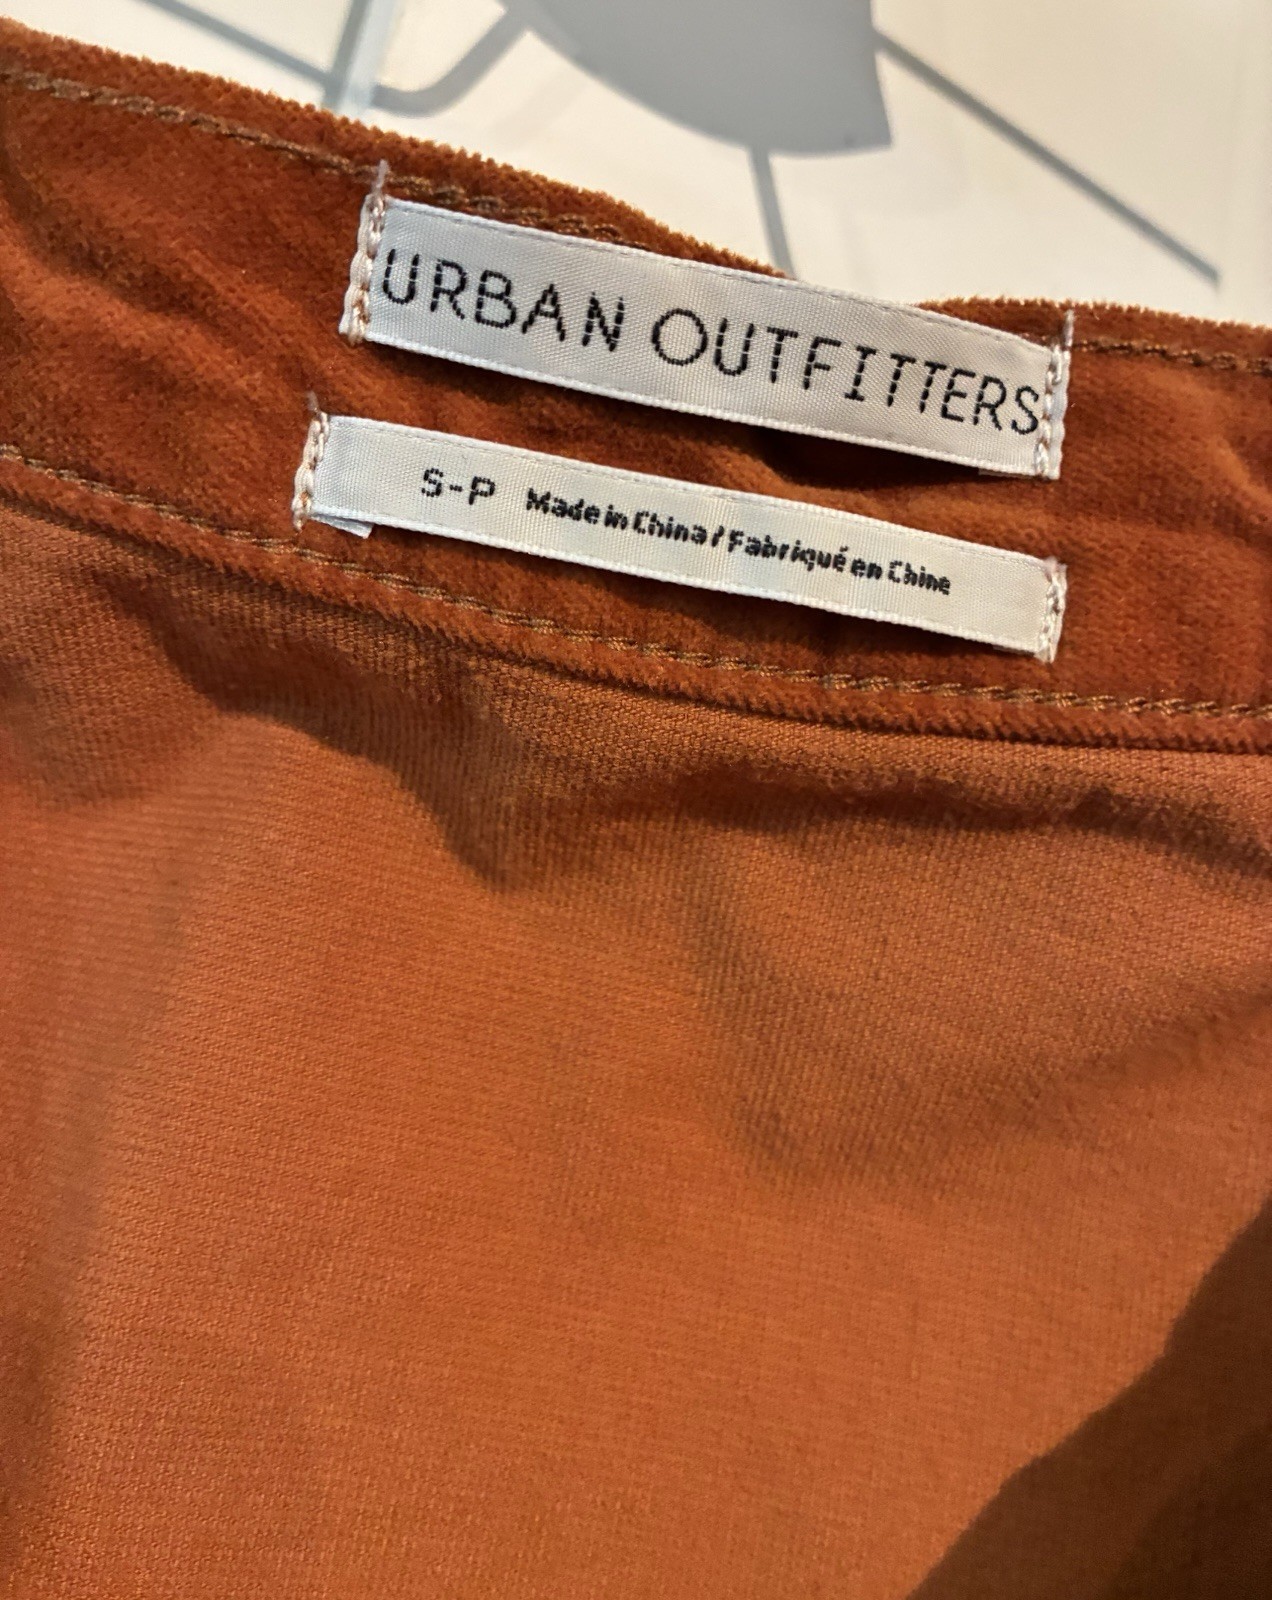 URBAN OUTFITTERS
S-P Made in China / Fabriqué en Chine